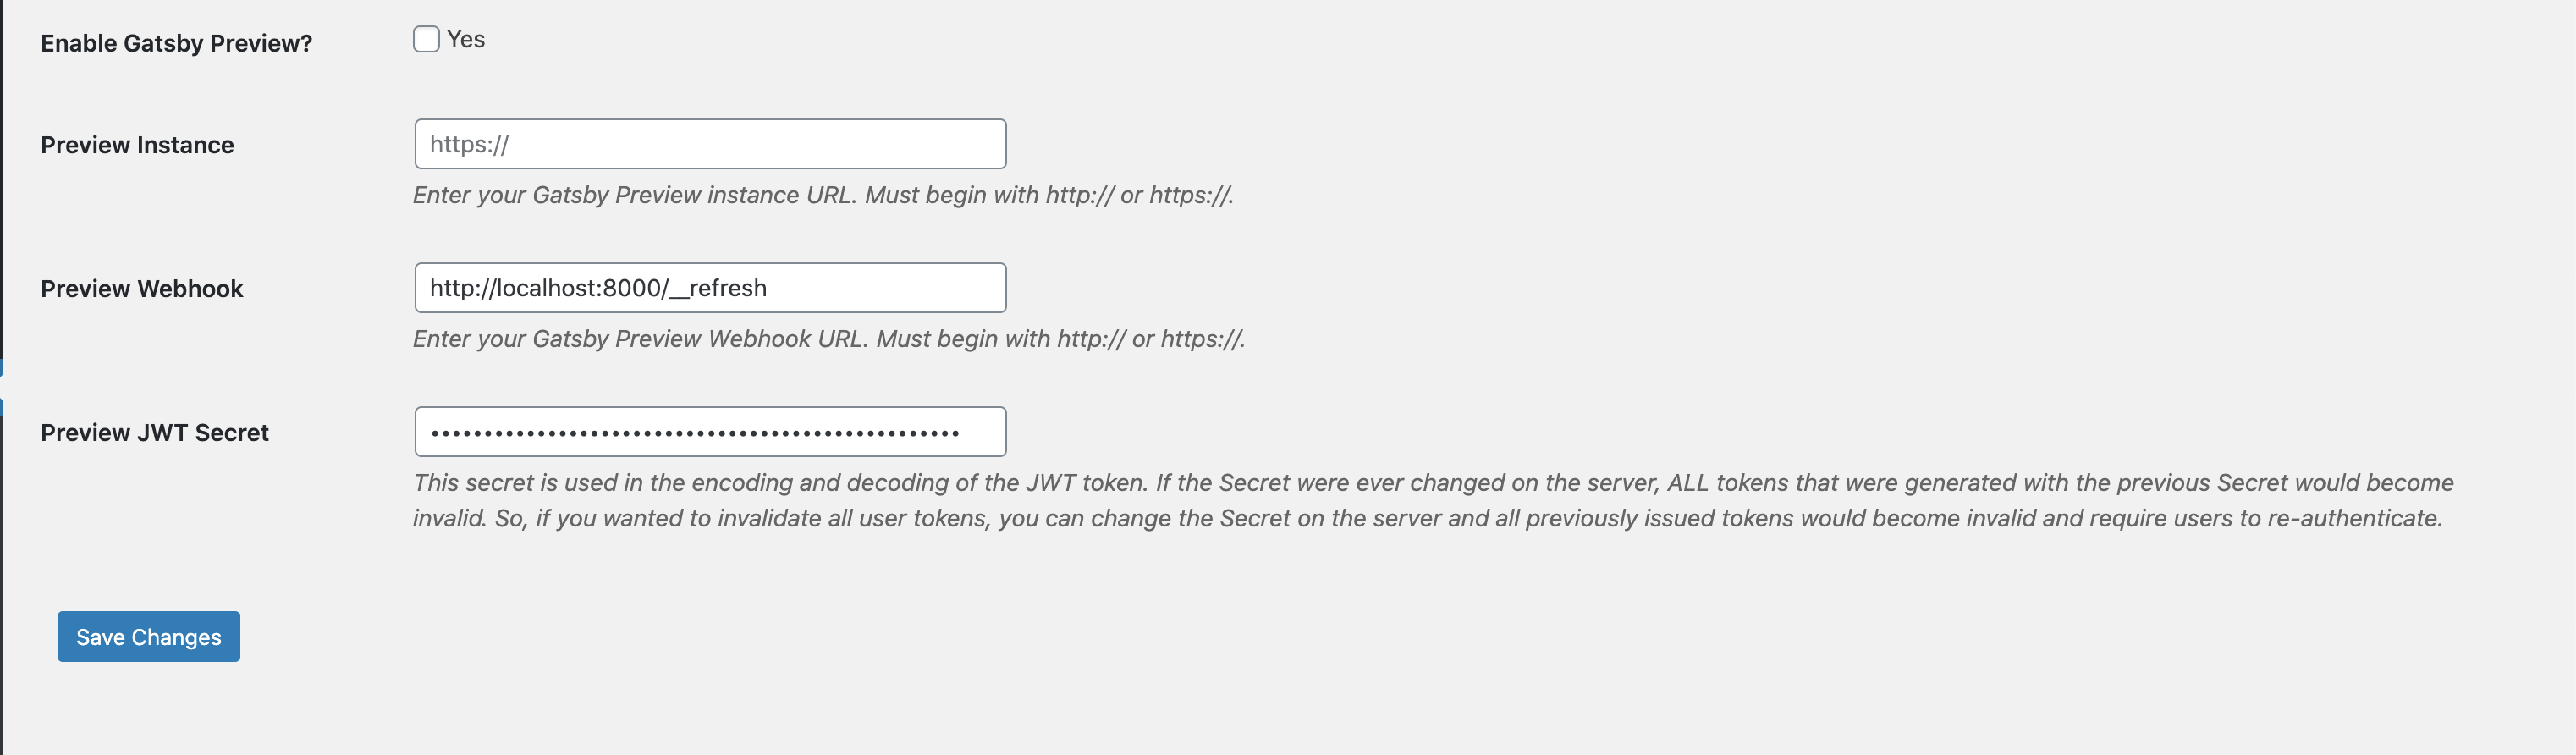 Enable Gatsby Preview? Yes
Preview Instance https://
Enter your Gatsby Preview instance URL. Must begin with http:// or https://.
Preview Webhook http://localhost:8000/__refresh
Enter your Gatsby Preview Webhook URL. Must begin with http:// or https://.
Preview JWT Secret ••••••••••••••••••••••••••••••••••••••••••••••••••
This secret is used in the encoding and decoding of the JWT token. If the Secret were ever changed on the server, ALL tokens that were generated with the previous Secret would become
invalid. So, if you wanted to invalidate all user tokens, you can change the Secret on the server and all previously issued tokens would become invalid and require users to re-authenticate.
Save Changes